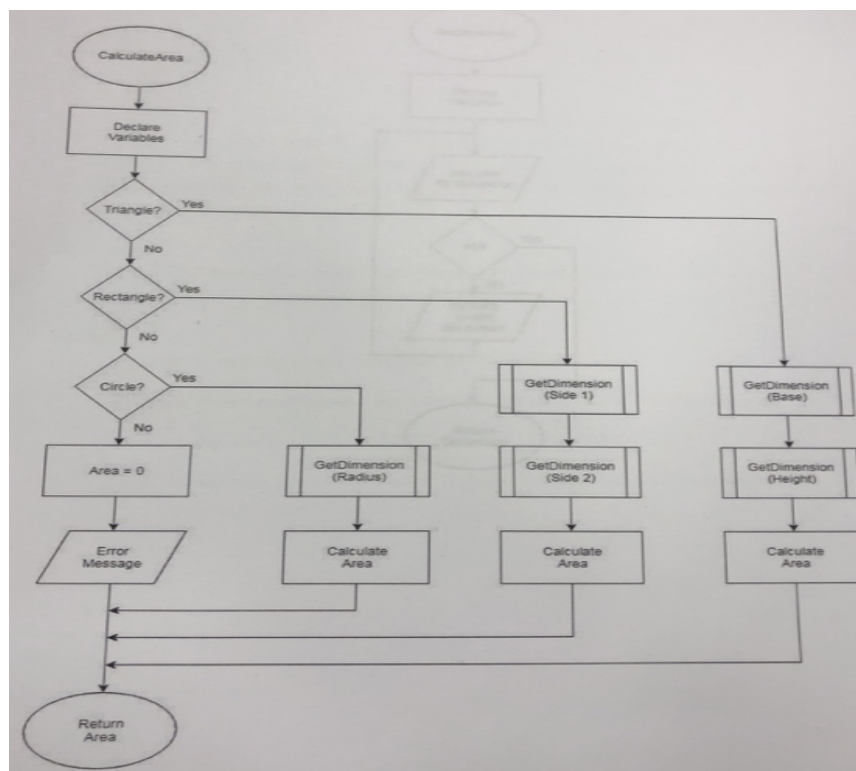 CalculateArea
Declare
Variables
Triangle?
Yes
No
Rectangle?
Yes
No
Circle?
Yes
No
GetDimension
(Side 1)
GetDimension
(Base)
Area = 0
GetDimension
(Radius)
GetDimension
(Side 2)
GetDimension
(Height)
Error
Message
Calculate
Area
Calculate
Area
Calculate
Area
Return
Area